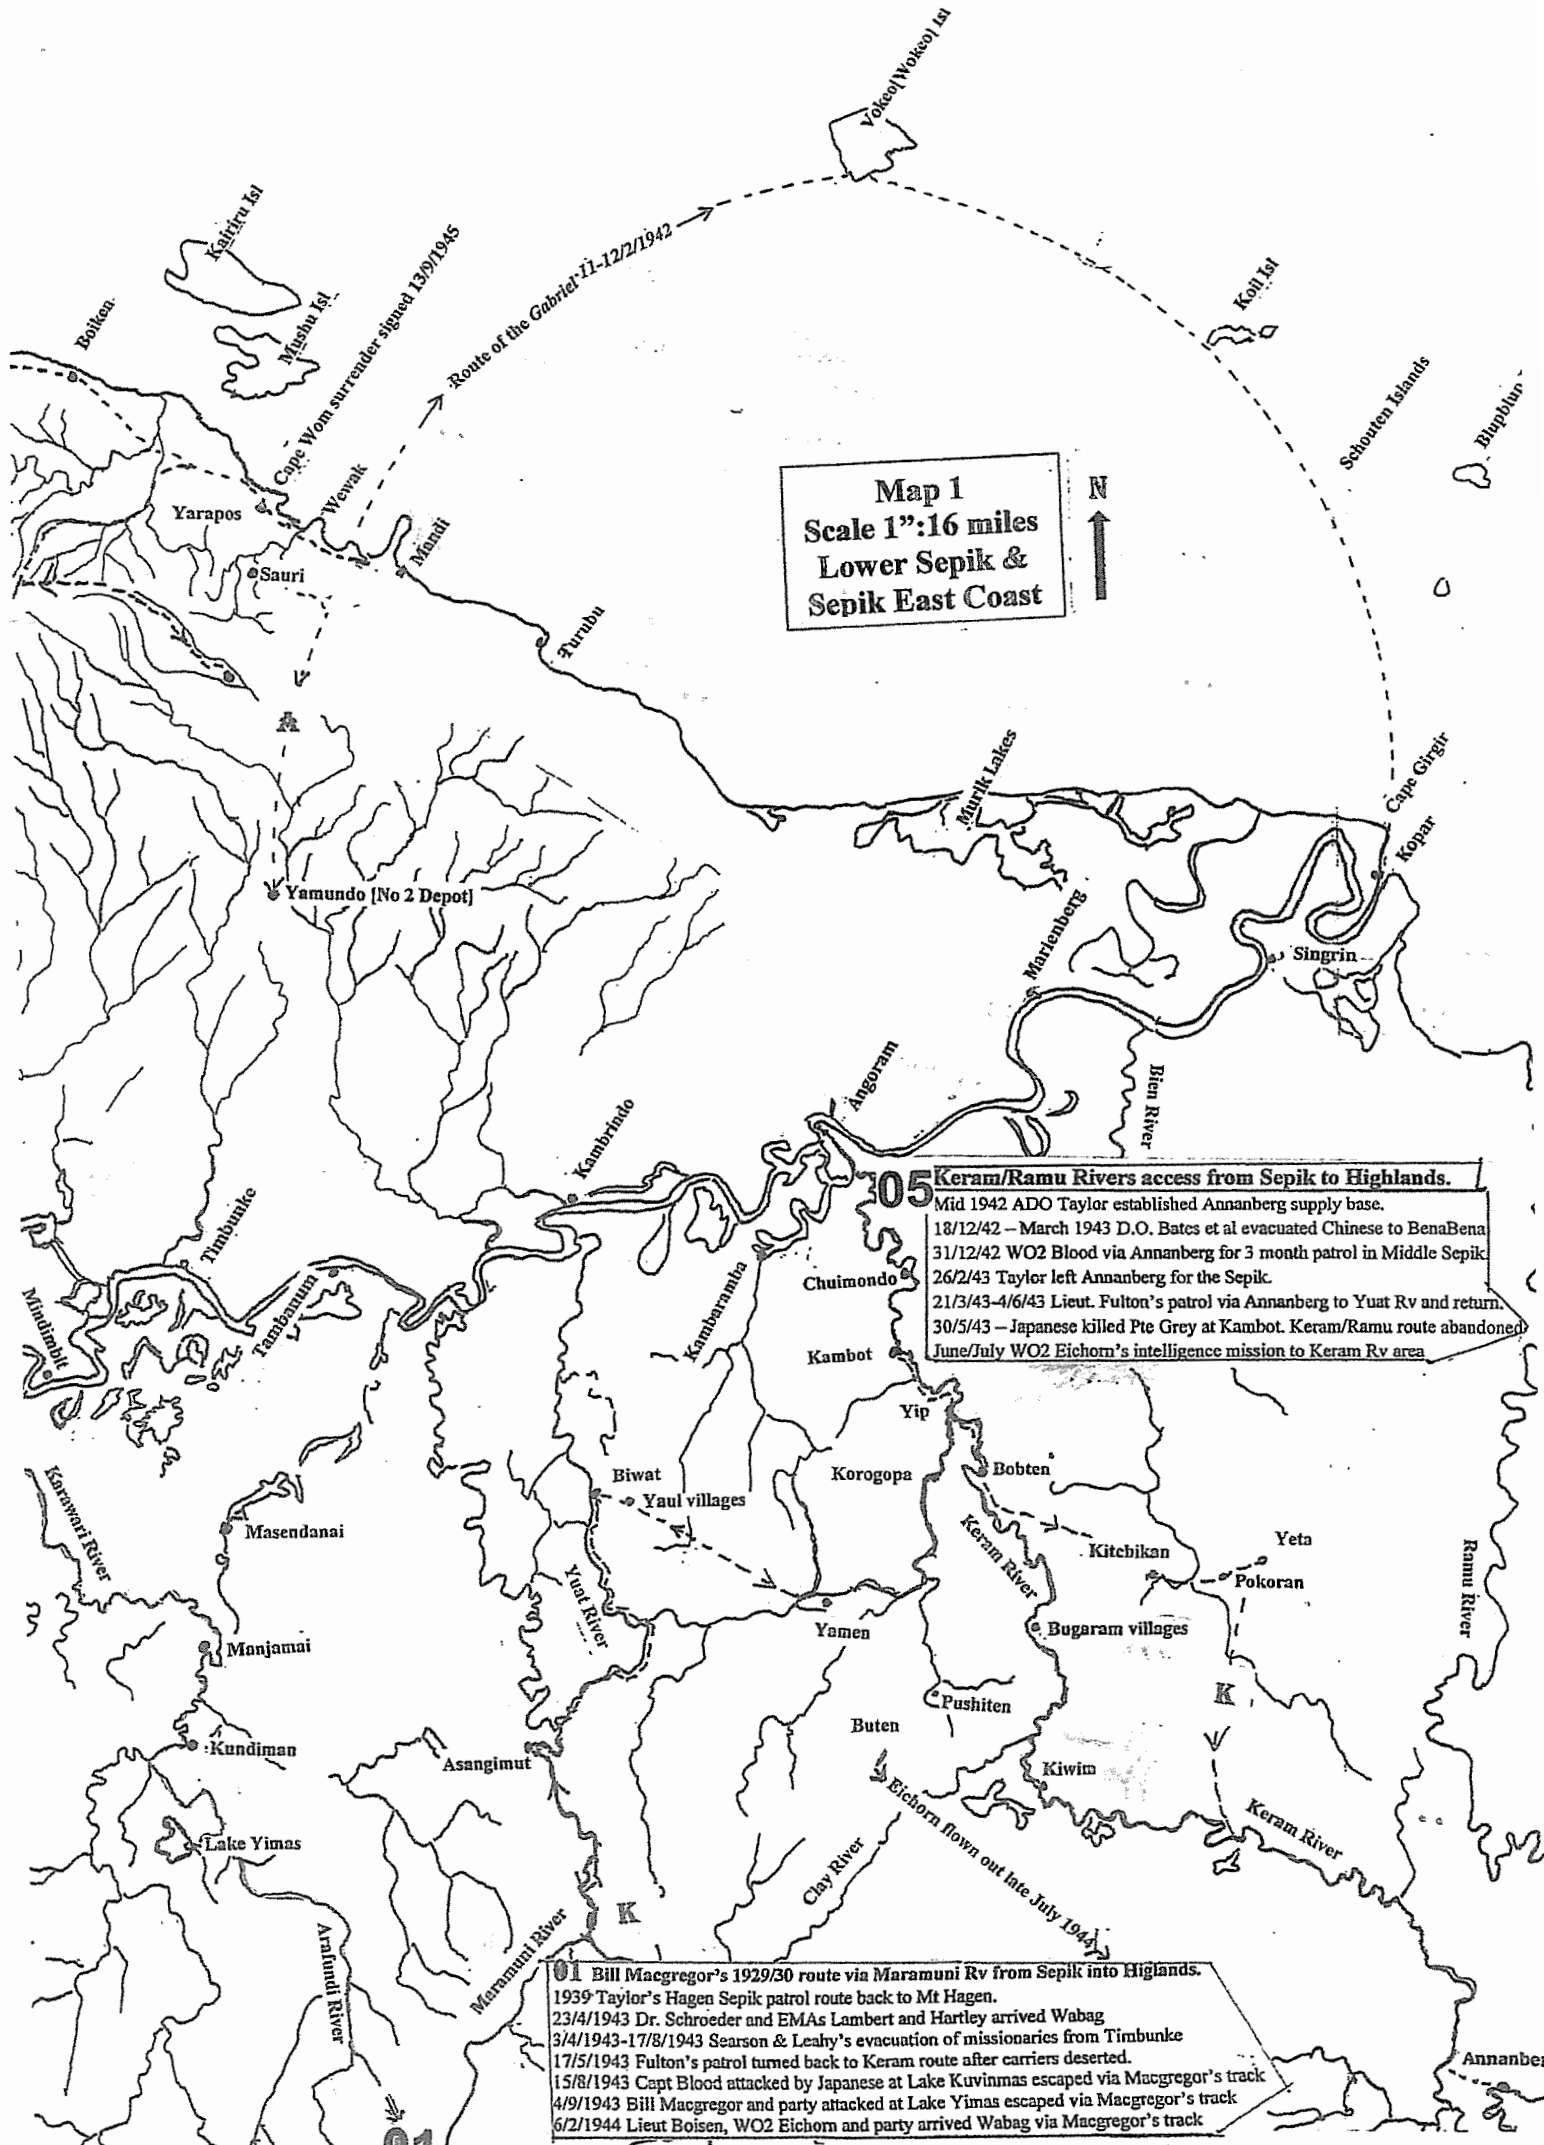 Vokeo[Wokeo] Isl
Kairiru Isl
Mushu Isl
Boiken
Cape Wom surrender signed 13/9/1945
Route of the Gabriel 11-12/2/1942
Koil Isl
Schouten Islands
Blupblup
Wewak
Yarapos
Mandi
Sauri
Turubu
Map 1
Scale 1”:16 miles
Lower Sepik &
Sepik East Coast
N
A
Murik Lakes
Cape Girgir
Kopar
Yamundo [No 2 Depot]
Marienberg
Singrin
Angoram
Bien River
Kambrindo
Timbunke
Tambanum
Mindimbit
Kambaramba
Chuimondo
Kambot
Yip
05 Keram/Ramu Rivers access from Sepik to Highlands.
Mid 1942 ADO Taylor established Annanberg supply base.
18/12/42 – March 1943 D.O. Bates et al evacuated Chinese to BenaBena
31/12/42 WO2 Blood via Annanberg for 3 month patrol in Middle Sepik
26/2/43 Taylor left Annanberg for the Sepik.
21/3/43-4/6/43 Lieut. Fulton's patrol via Annanberg to Yuat Rv and return.
30/5/43 – Japanese killed Pte Grey at Kambot. Keram/Ramu route abandoned
June/July WO2 Eichorn's intelligence mission to Keram Rv area
Biwat
Yaul villages
Korogopa
Bobten
Karawari River
Masendanai
Keram River
Kitchikan
Yeta
Pokoran
Ramu River
Yuat River
Yamen
Bugaram villages
Manjamai
K
Pushiten
Buten
Kundiman
Asangimut
Kiwim
Eichorn flown out late July 1944
Keram River
Lake Yimas
Clay River
K
Arafundi River
Maramuni River
01 Bill Macgregor's 1929/30 route via Maramuni Rv from Sepik into Higlands.
1939 Taylor's Hagen Sepik patrol route back to Mt Hagen.
23/4/1943 Dr. Schroeder and EMAs Lambert and Hartley arrived Wabag
3/4/1943-17/8/1943 Searson & Leahy's evacuation of missionaries from Timbunke
17/5/1943 Fulton's patrol turned back to Keram route after carriers deserted.
15/8/1943 Capt Blood attacked by Japanese at Lake Kuvinmas escaped via Macgregor's track
4/9/1943 Bill Macgregor and party attacked at Lake Yimas escaped via Macgregor's track
6/2/1944 Lieut Boisen, WO2 Eichorn and party arrived Wabag via Macgregor's track
Annanber
01